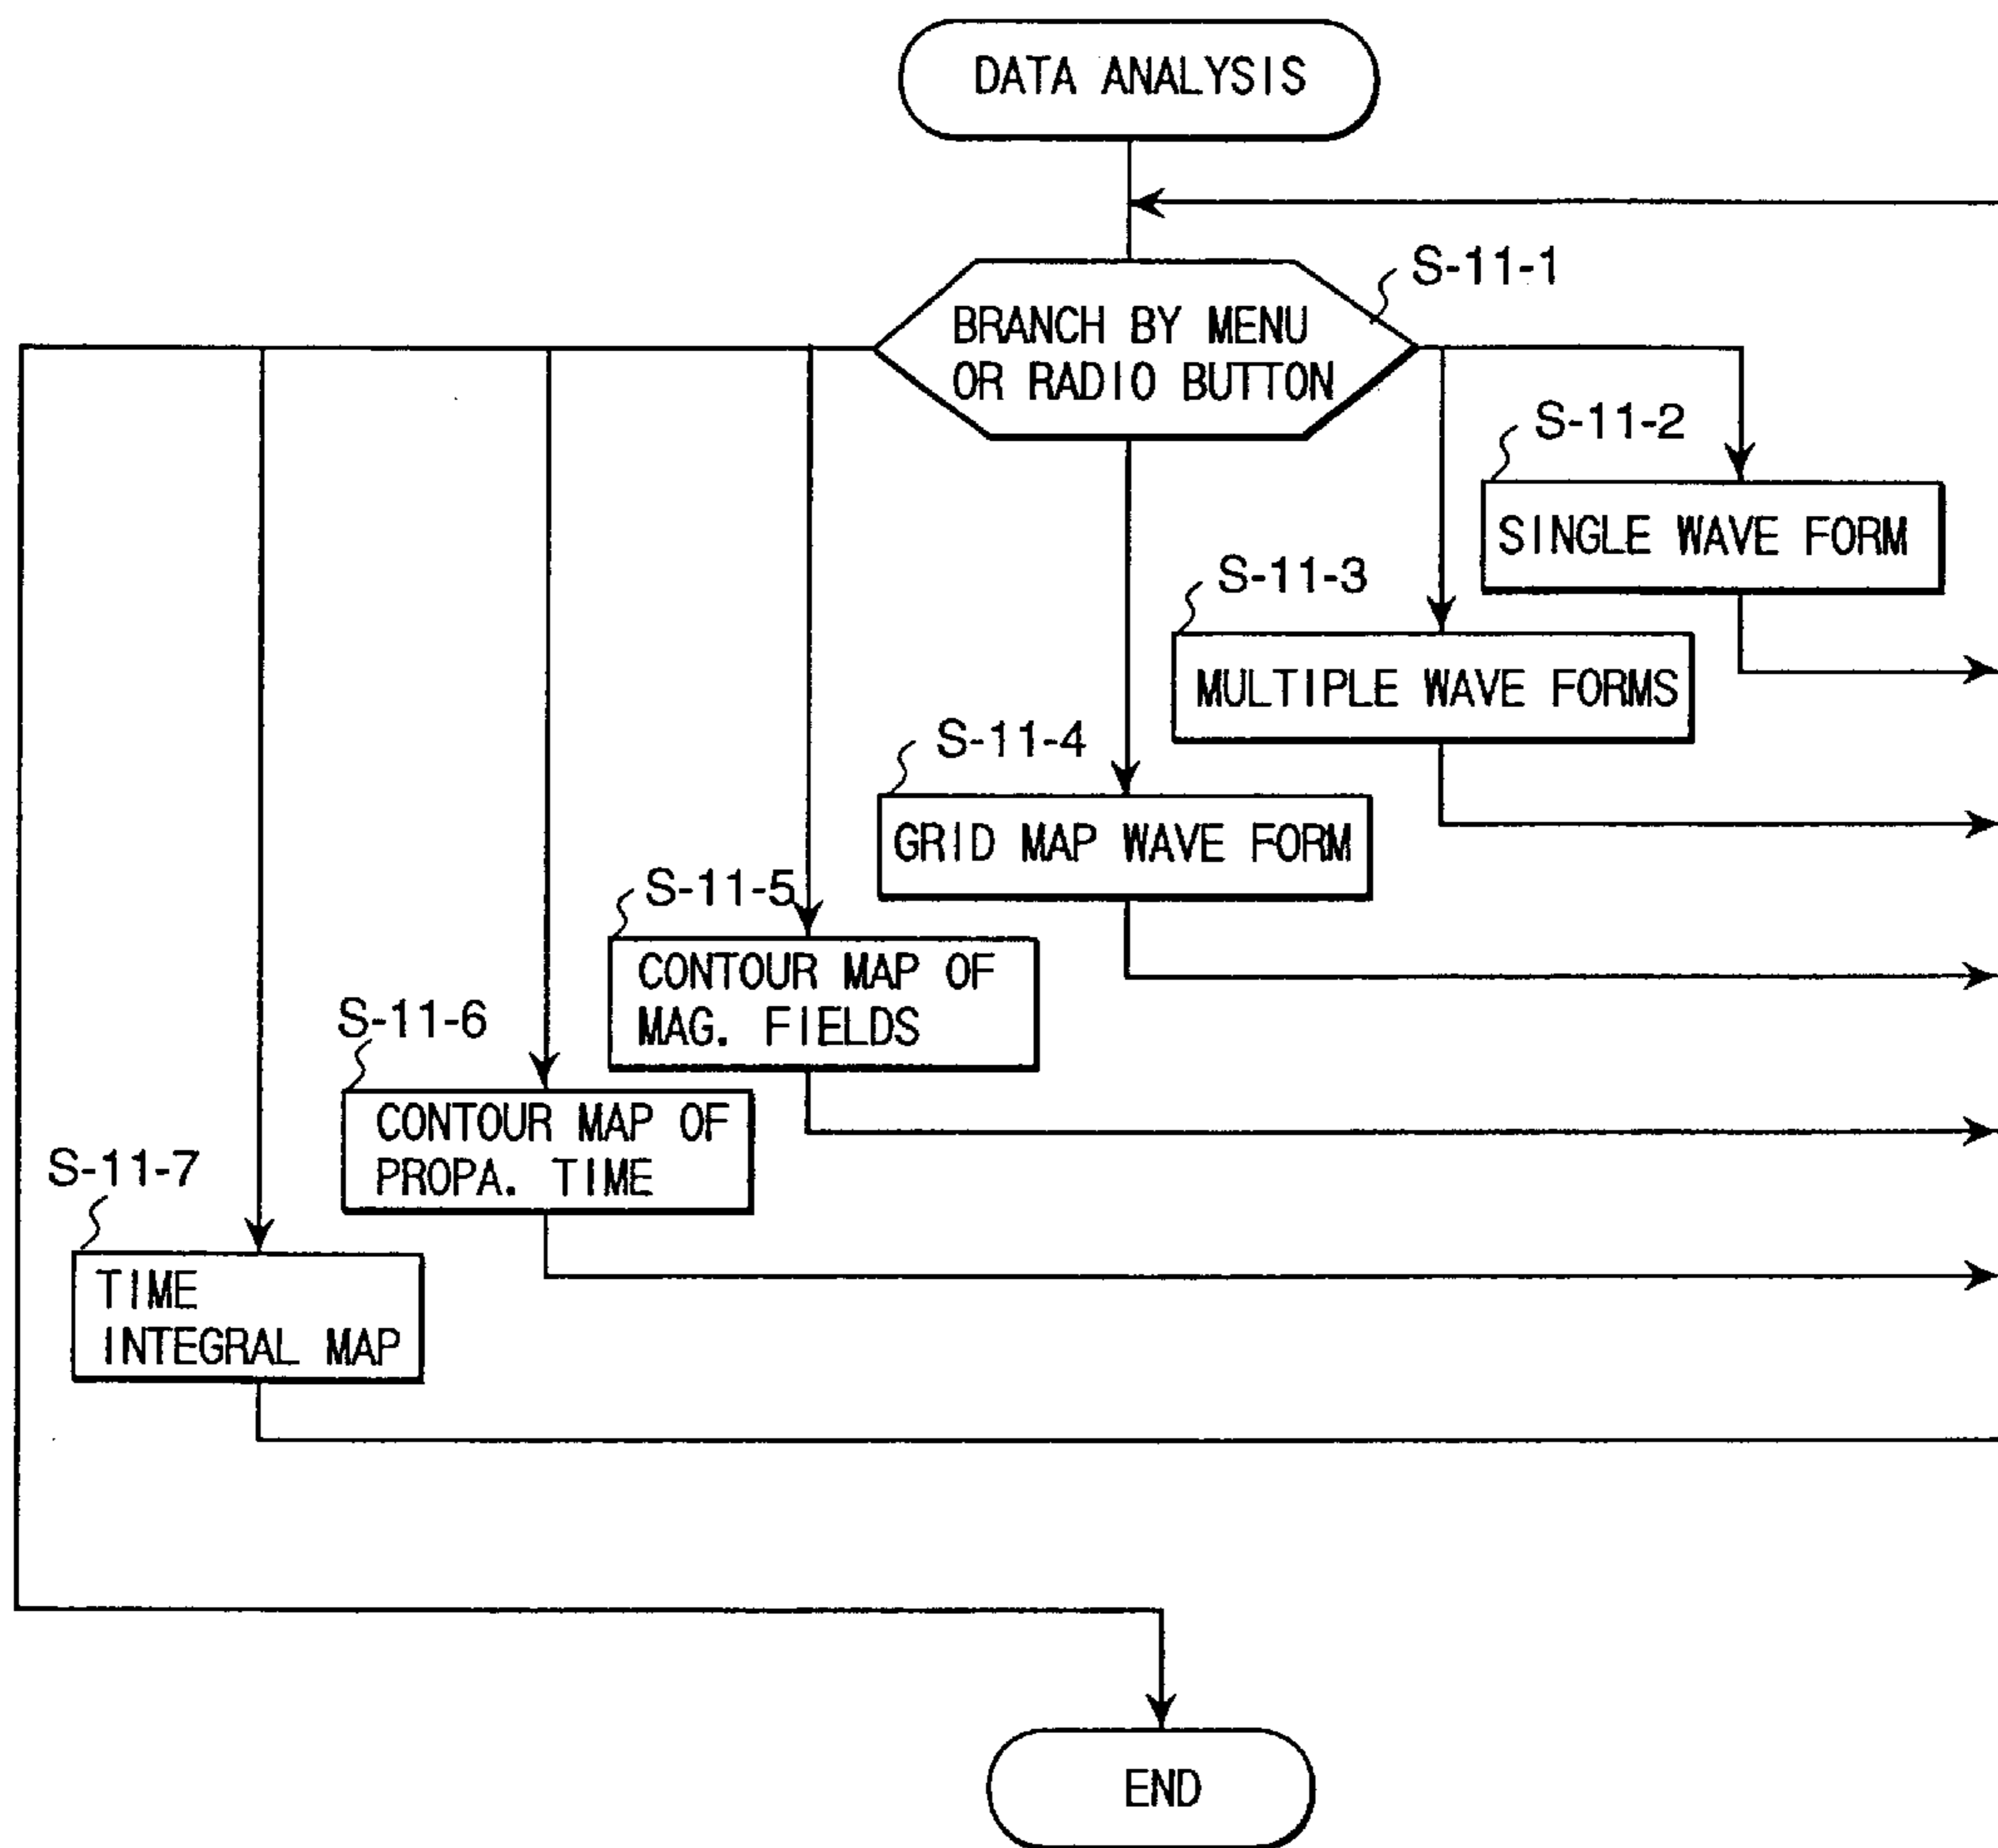 DATA ANALYSIS
S-11-1
BRANCH BY MENU
OR RADIO BUTTON
S-11-2
SINGLE WAVE FORM
S-11-3
MULTIPLE WAVE FORMS
S-11-4
GRID MAP WAVE FORM
S-11-5
CONTOUR MAP OF
MAG. FIELDS
S-11-6
CONTOUR MAP OF
PROPA. TIME
S-11-7
TIME
INTEGRAL MAP
END